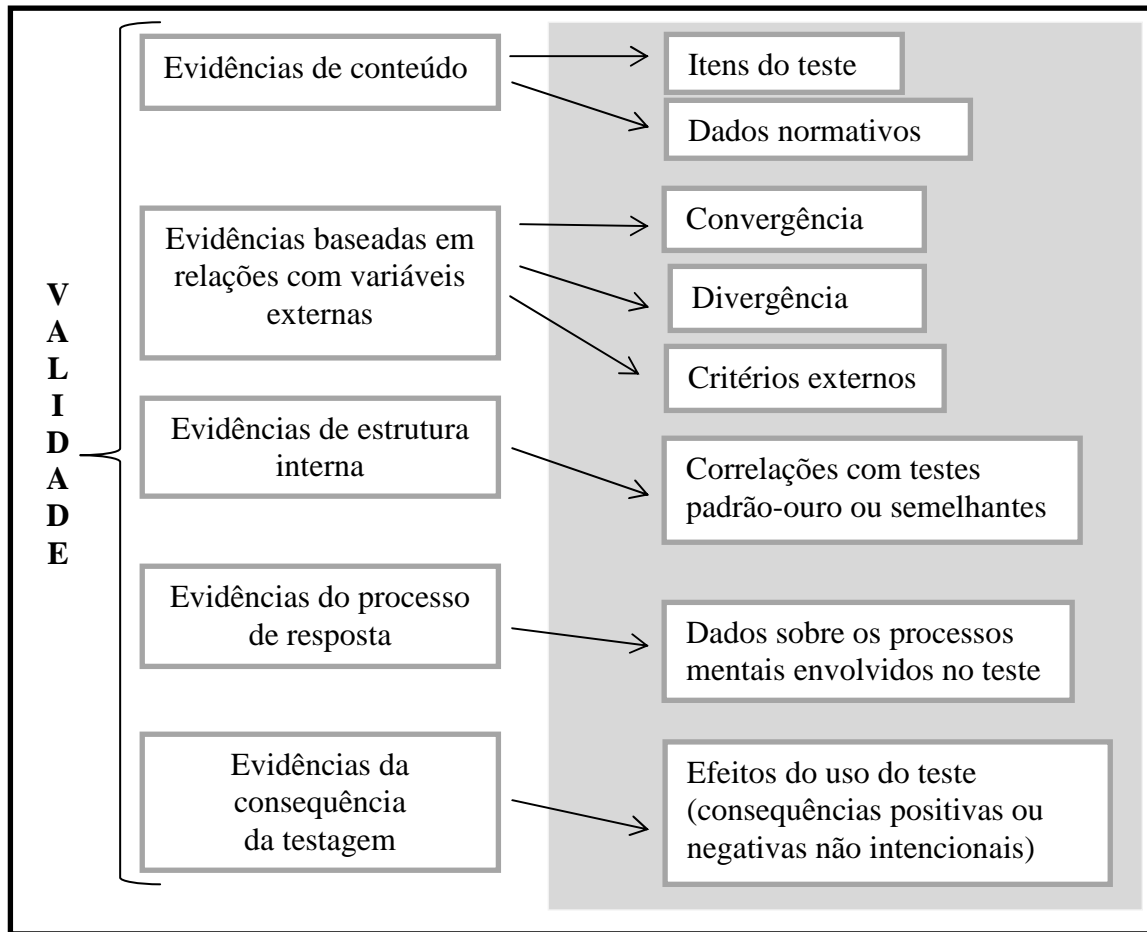 VALIDADE
Evidências de conteúdo
Itens do teste
Dados normativos
Evidências baseadas em
relações com variáveis
externas
Convergência
Divergência
Critérios externos
Evidências de estrutura
interna
Correlações com testes
padrão-ouro ou semelhantes
Evidências do processo
de resposta
Dados sobre os processos
mentais envolvidos no teste
Evidências da
consequência
da testagem
Efeitos do uso do teste
(consequências positivas ou
negativas não intencionais)